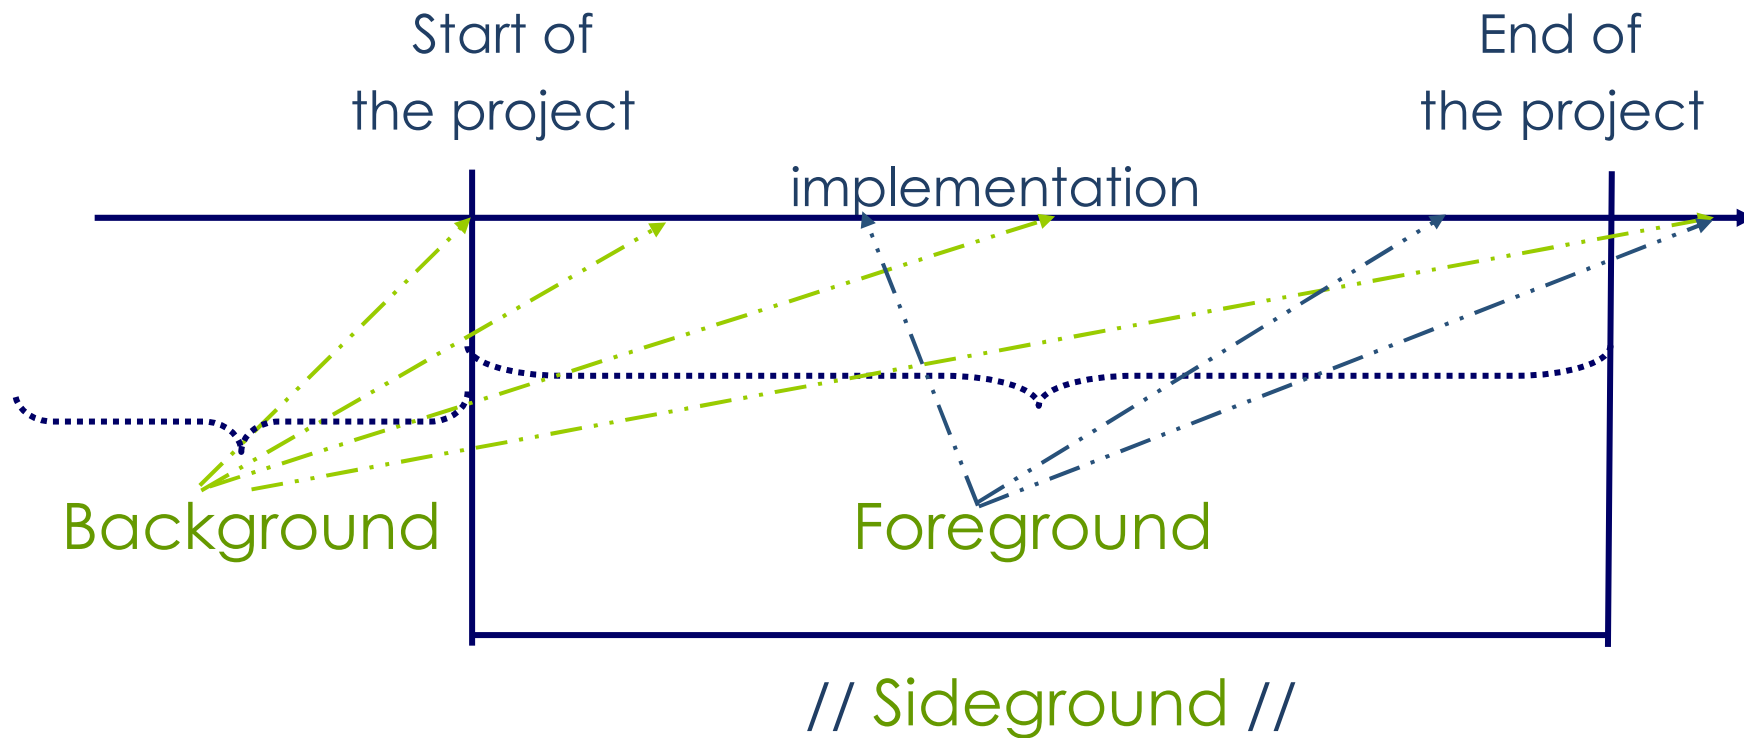 Start of
the project
End of
the project
implementation
Background
Foreground
// Sideground //